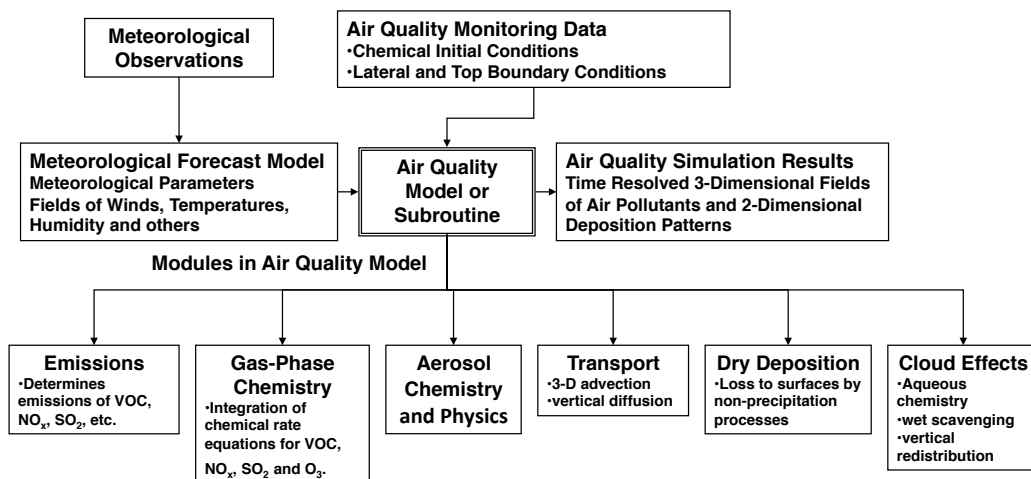 Meteorological
Observations
Air Quality Monitoring Data
•Chemical Initial Conditions
•Lateral and Top Boundary Conditions
Meteorological Forecast Model
Meteorological Parameters
Fields of Winds, Temperatures,
Humidity and others
Air Quality
Model or
Subroutine
Air Quality Simulation Results
Time Resolved 3-Dimensional Fields
of Air Pollutants and 2-Dimensional
Deposition Patterns
Modules in Air Quality Model
Emissions
•Determines
emissions of VOC,
NOₓ, SO₂, etc.
Gas-Phase
Chemistry
•Integration of
chemical rate
equations for VOC,
NOₓ, SO₂ and O₃.
Aerosol
Chemistry
and Physics
Transport
•3-D advection
•vertical diffusion
Dry Deposition
•Loss to surfaces by
non-precipitation
processes
Cloud Effects
•Aqueous
chemistry
•wet scavenging
•vertical
redistribution